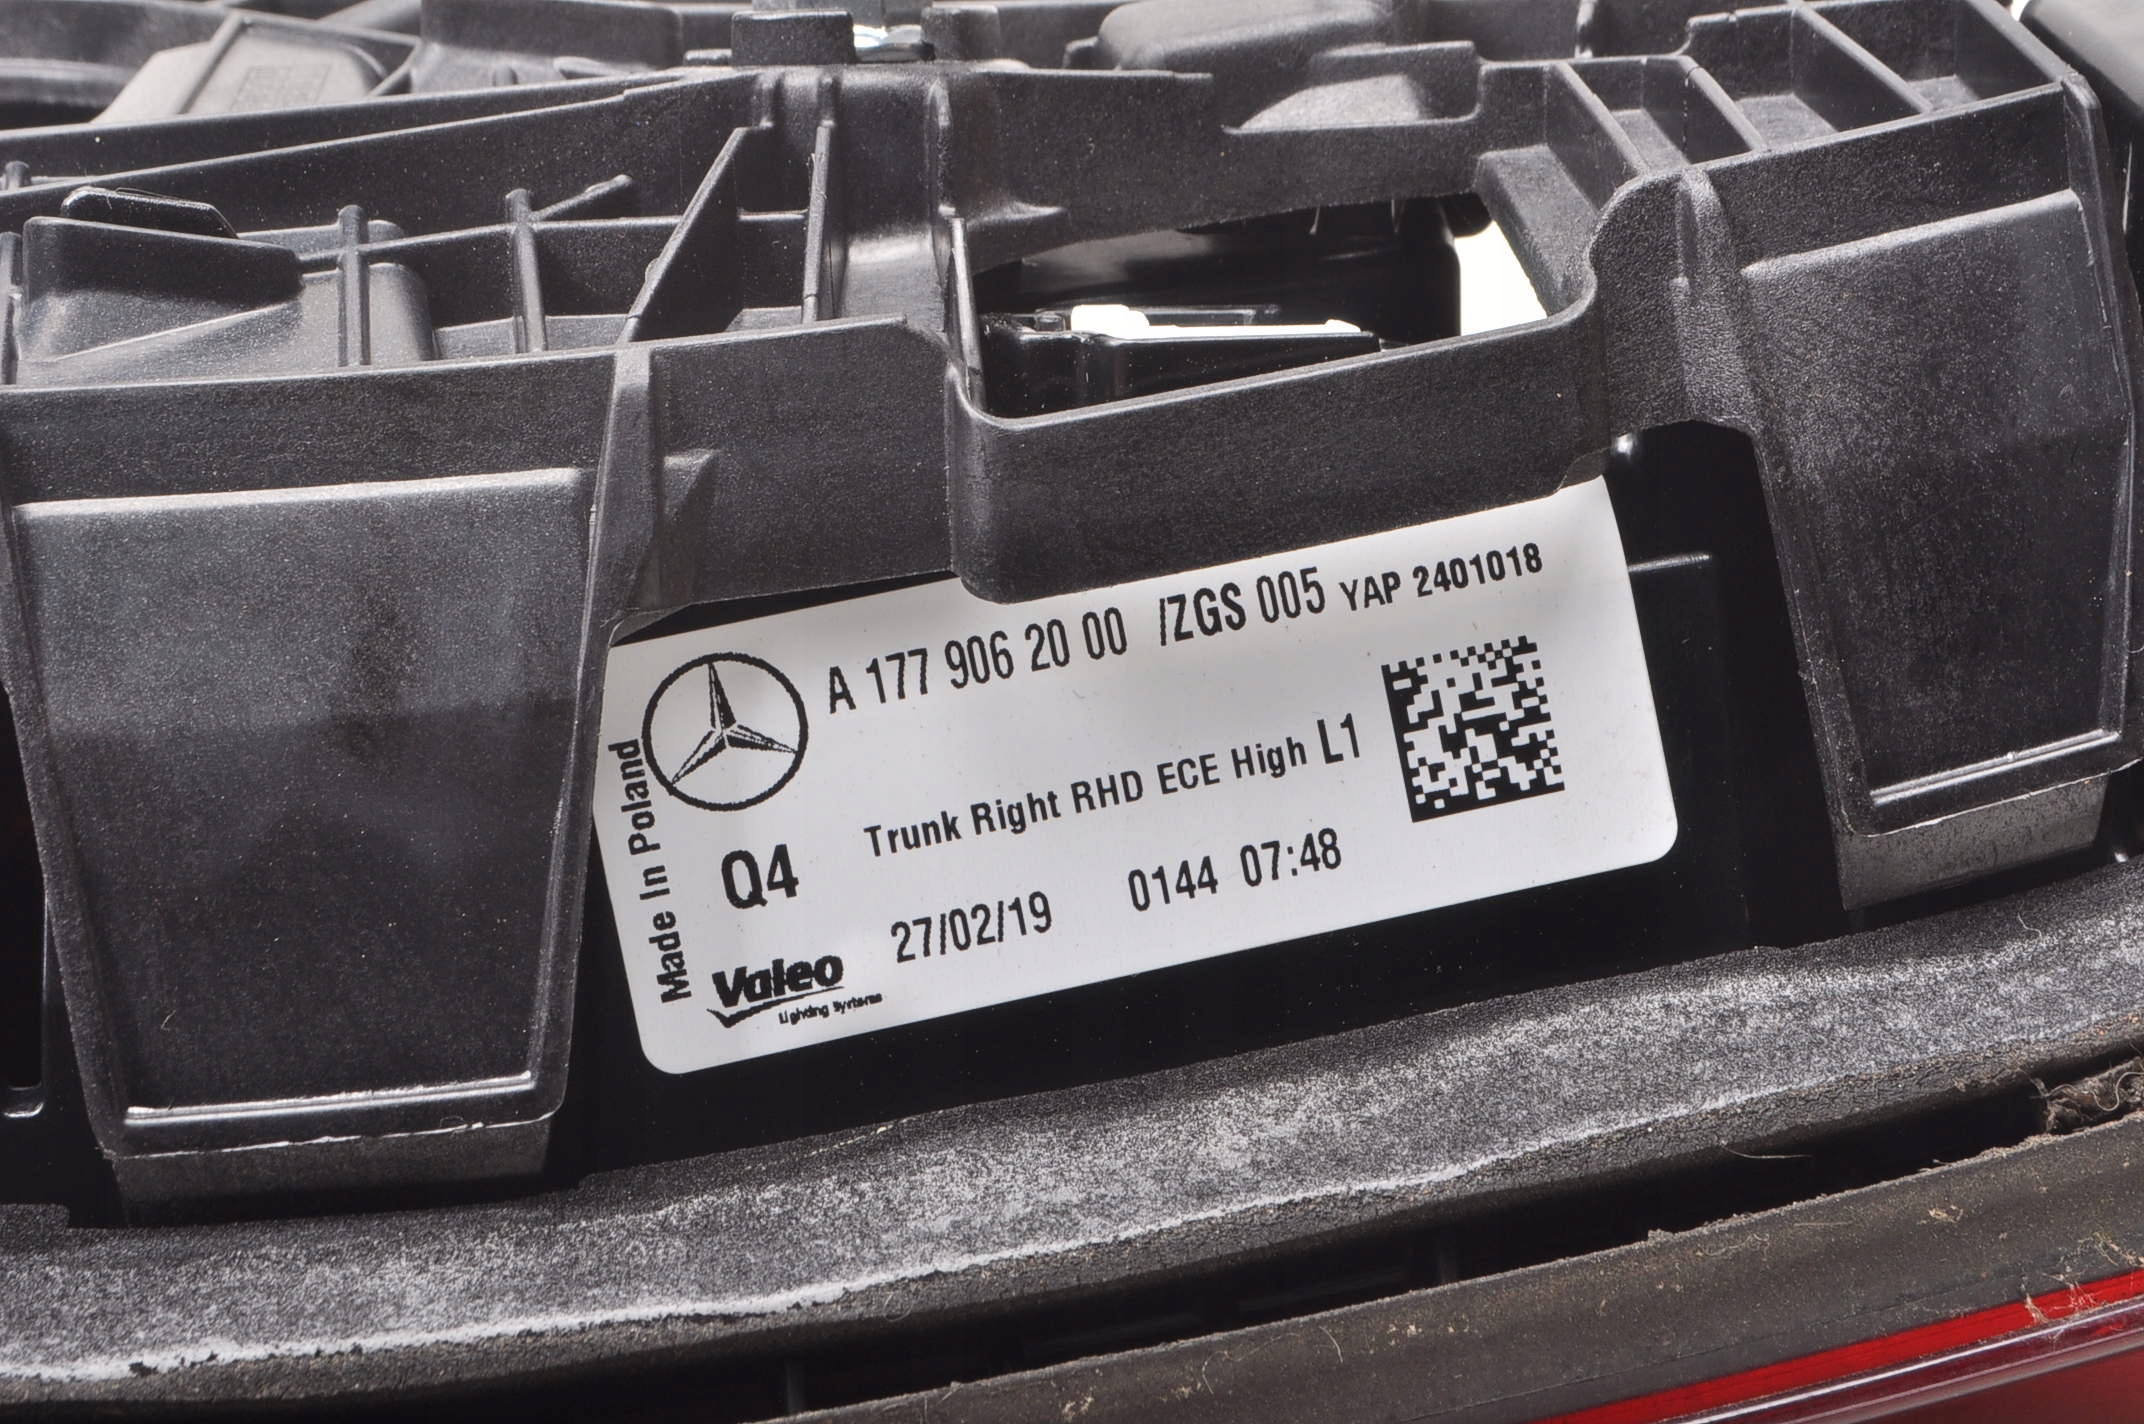 A 177 906 20 00 /ZGS 005 YAP 2401018
Trunk Right RHD ECE High L1
Made In Poland
Q4
27/02/19 0144 07:48
Valeo
Lighting Systems